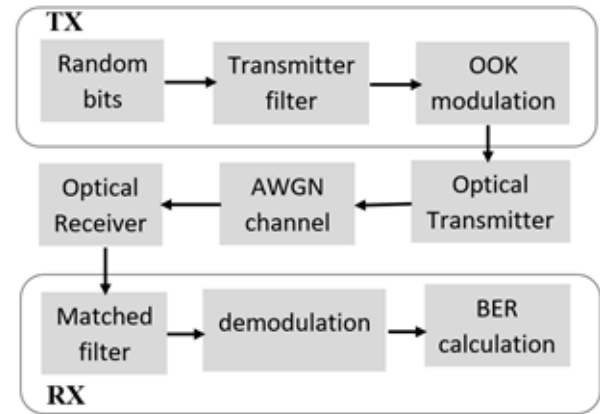 TX
Random
bits
Transmitter
filter
OOK
modulation
Optical
Receiver
AWGN
channel
Optical
Transmitter
Matched
filter
demodulation
BER
calculation
RX